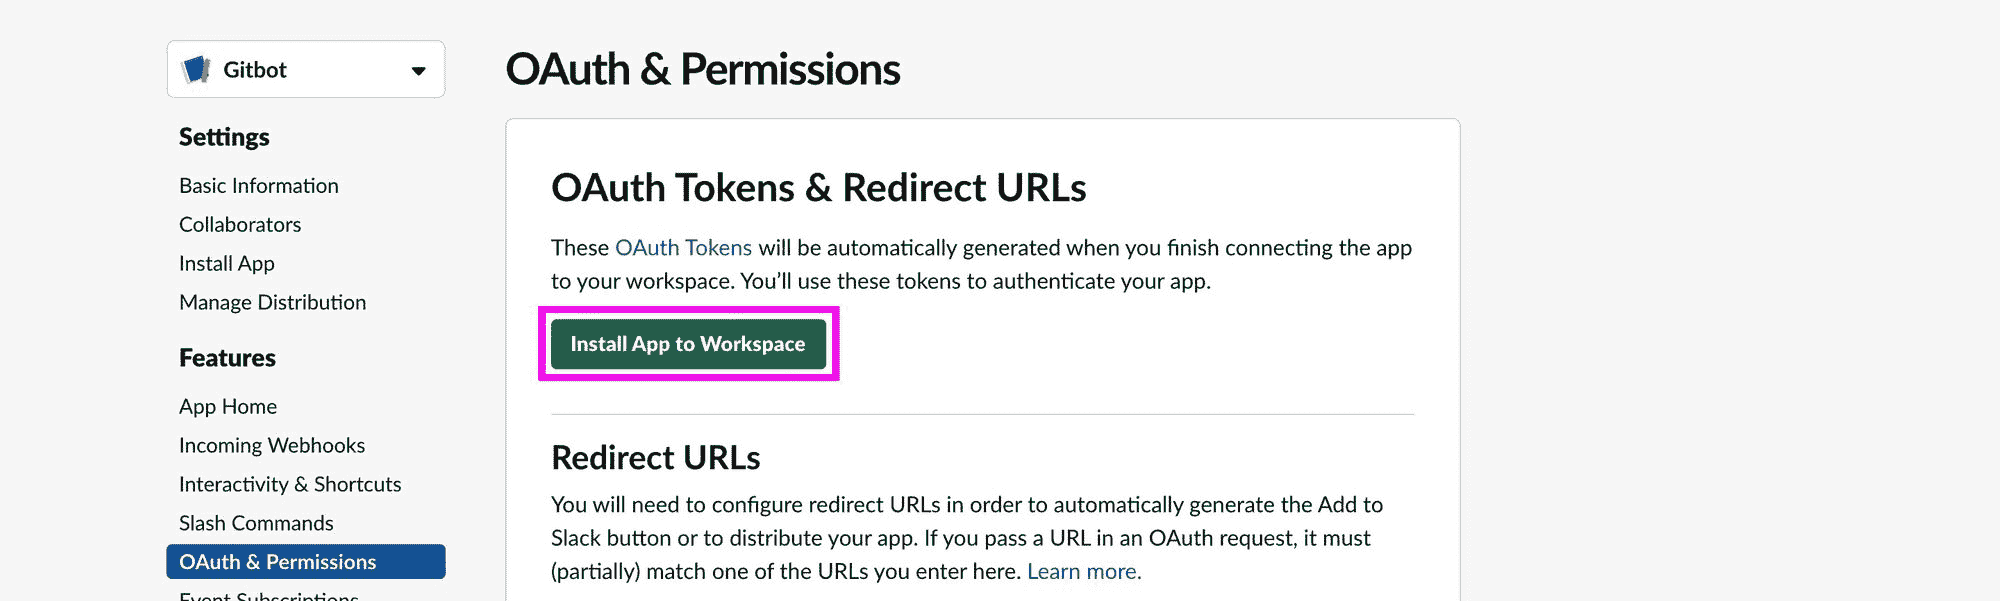 Gitbot
Settings
Basic Information
Collaborators
Install App
Manage Distribution
Features
App Home
Incoming Webhooks
Interactivity & Shortcuts
Slash Commands
OAuth & Permissions
Event Subscriptions
OAuth & Permissions
OAuth Tokens & Redirect URLs
These OAuth Tokens will be automatically generated when you finish connecting the app
to your workspace. You’ll use these tokens to authenticate your app.
Install App to Workspace
Redirect URLs
You will need to configure redirect URLs in order to automatically generate the Add to
Slack button or to distribute your app. If you pass a URL in an OAuth request, it must
(partially) match one of the URLs you enter here. Learn more.